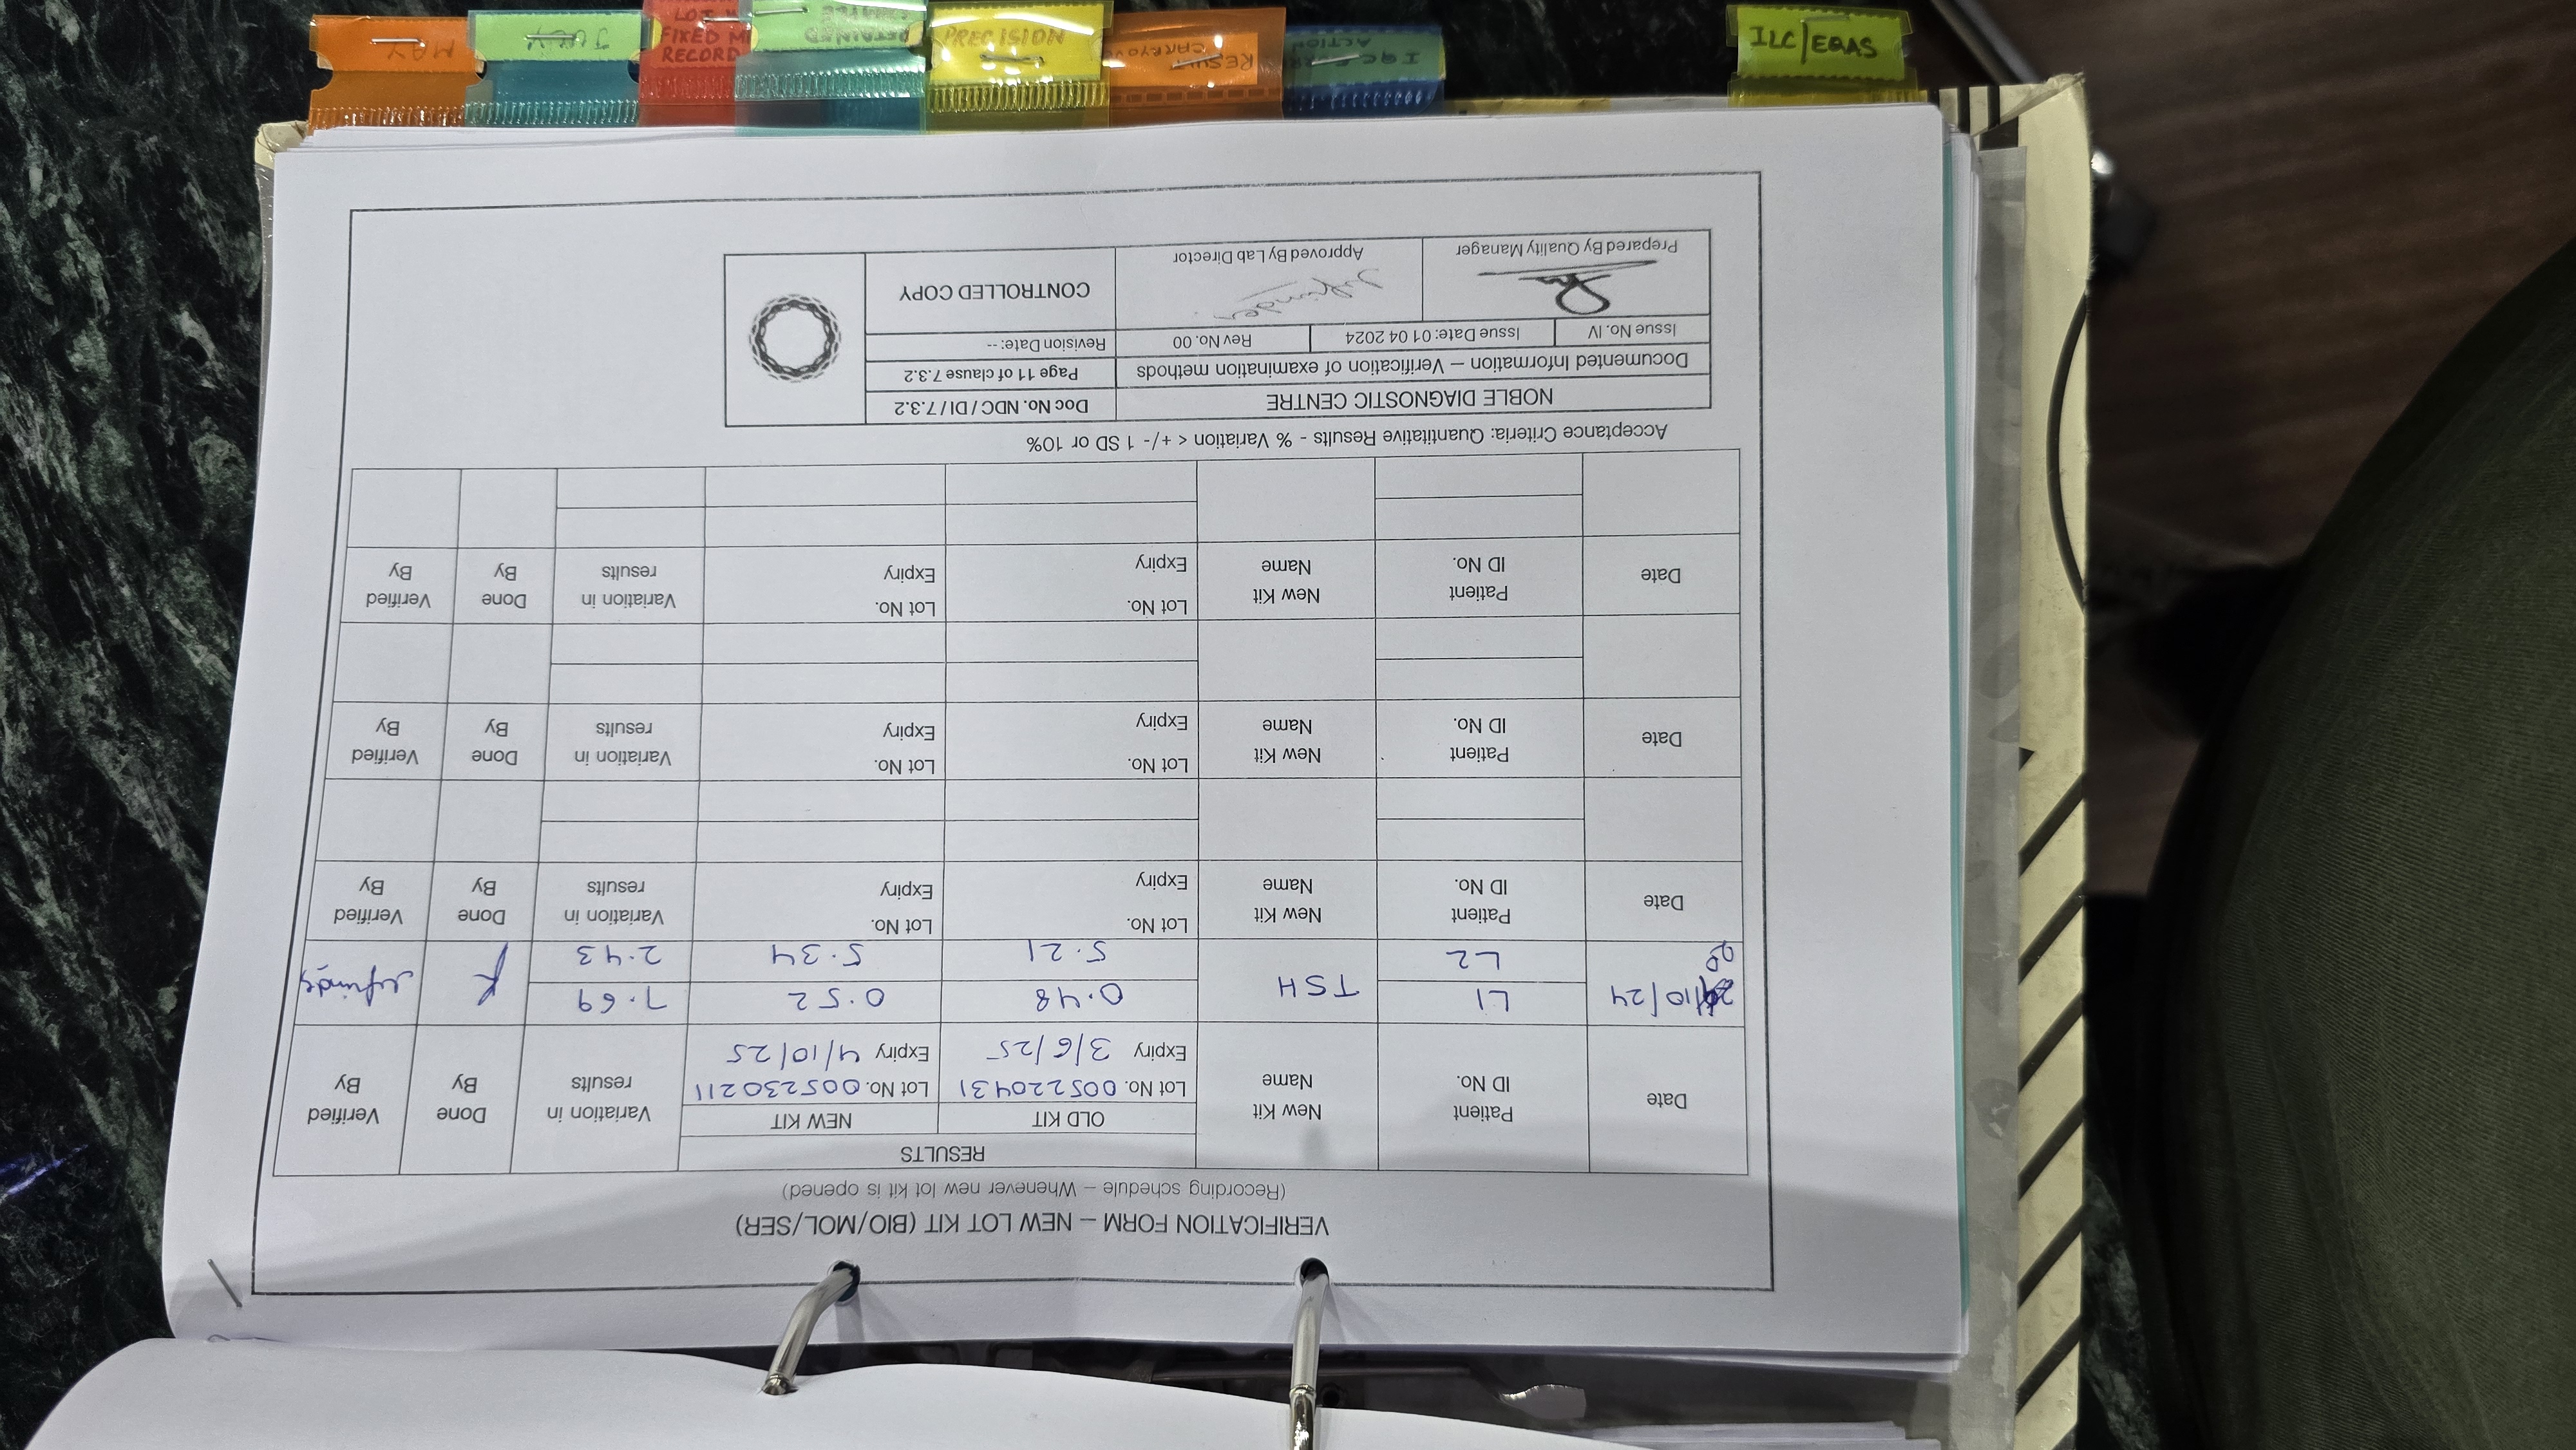 VERIFICATION FORM – NEW LOT KIT (BIO/MOL/SER)
(Recording schedule – Whenever new lot kit is opened)
Date Patient ID No. New Kit Name RESULTS Variation in results Done By Verified By
OLD KIT NEW KIT
Lot No. 005220431 Lot No. 005230211
Expiry 3/6/25 Expiry 4/10/25
/10/24 L1 TSH 0.48 0.52 7.69
L2 5.21 5.34 2.43
Date Patient ID No. New Kit Name Lot No. Lot No. Variation in results Done By Verified By
Expiry Expiry
Date Patient ID No. New Kit Name Lot No. Lot No. Variation in results Done By Verified By
Expiry Expiry
Date Patient ID No. New Kit Name Lot No. Lot No. Variation in results Done By Verified By
Expiry Expiry
Acceptance Criteria: Quantitative Results - % Variation < +/- 1 SD or 10%
NOBLE DIAGNOSTIC CENTRE Doc No. NDC / DI / 7.3.2
Documented Information – Verification of examination methods Page 11 of clause 7.3.2
Issue No. IV Issue Date: 01 04 2024 Rev No. 00 Revision Date: --
CONTROLLED COPY
Prepared By Quality Manager Approved By Lab Director
MAY
JULY
FIXED
RECORD
PRECISION
CARRYOV
ACTION
ILC/EQAS